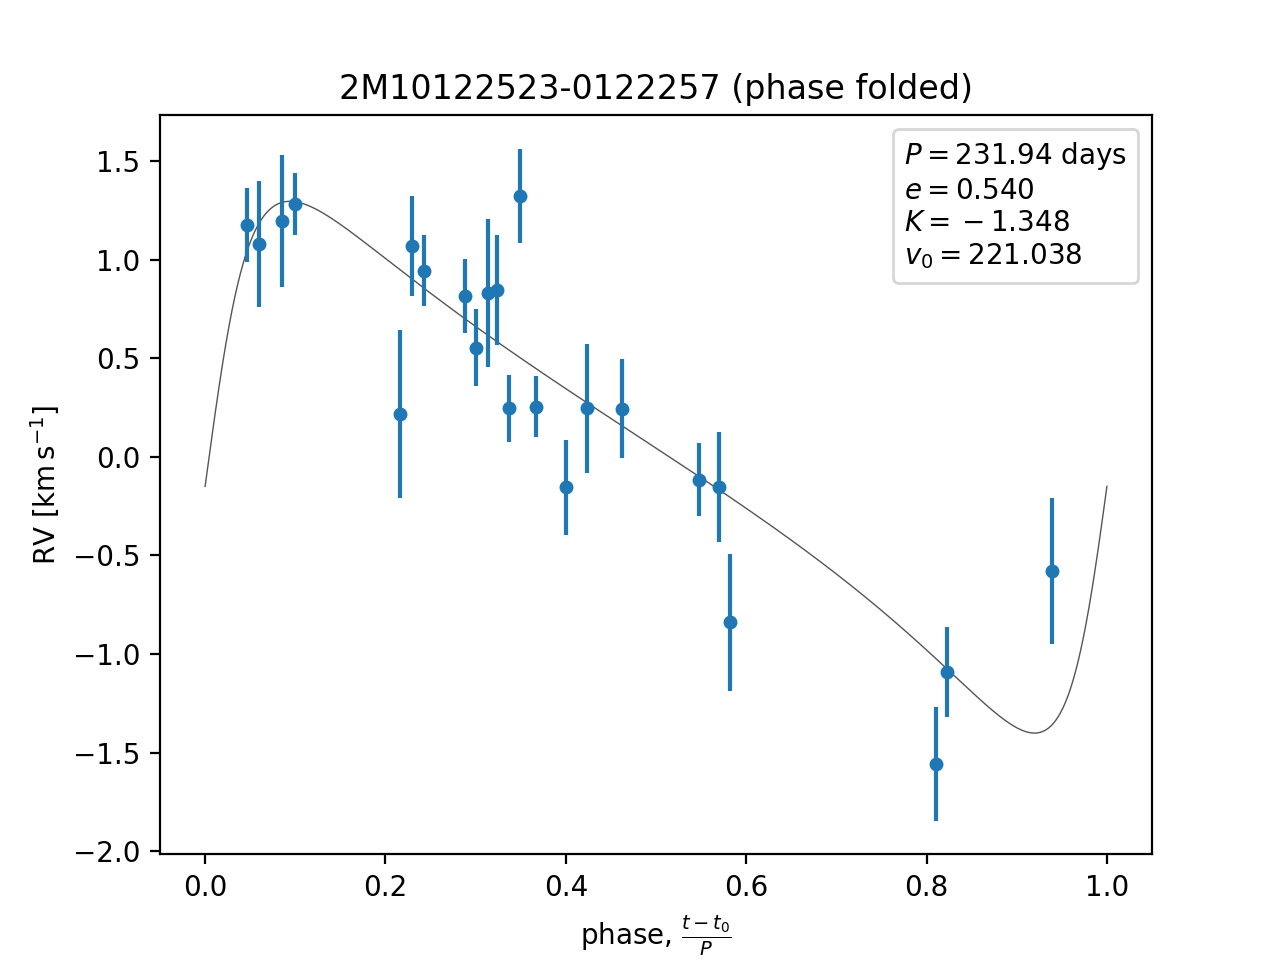 2M10122523-0122257 (phase folded)
P = 231.94 days
e = 0.540
K = −1.348
v₀ = 221.038
1.5
1.0
0.5
0.0
−0.5
−1.0
−1.5
−2.0
RV [km s⁻¹]
0.0 0.2 0.4 0.6 0.8 1.0
phase, (t − t₀)/P